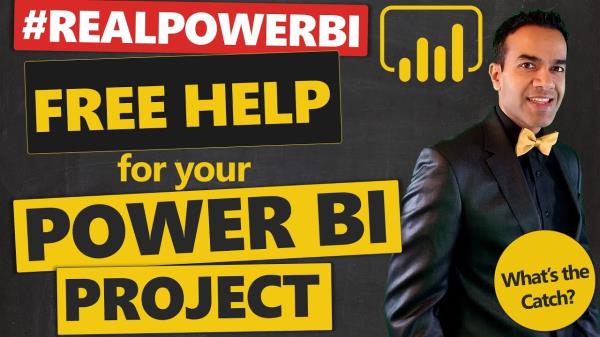 #REALPOWERBI
FREE HELP
for your
POWER BI
PROJECT
What's the
Catch?